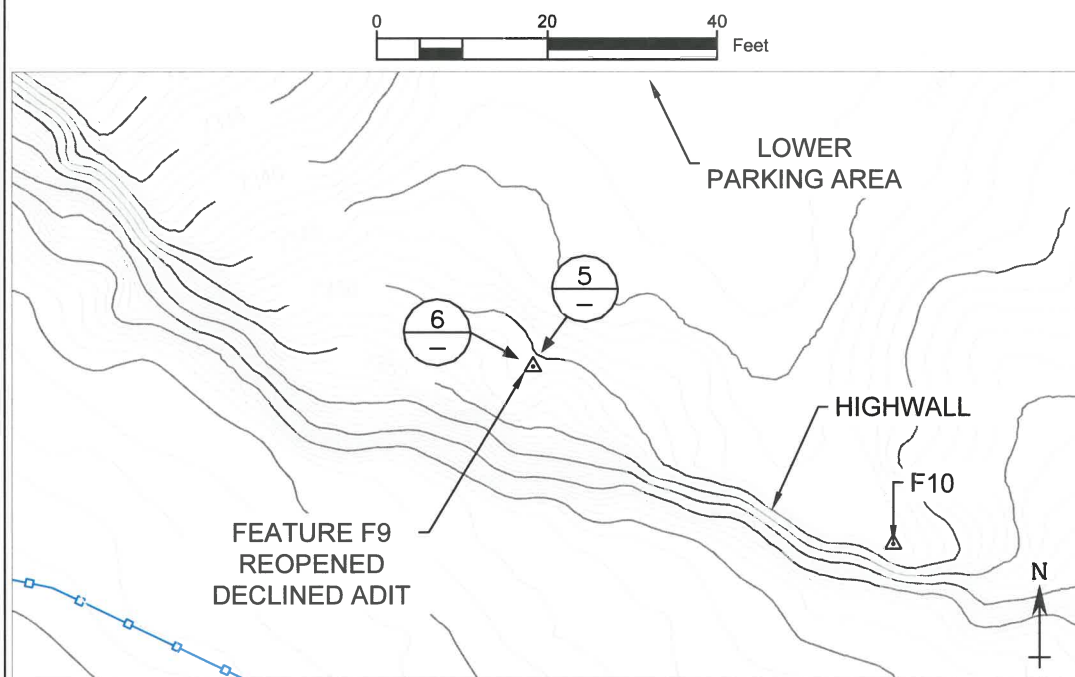 0 20 40
Feet
LOWER
PARKING AREA
5
–
6
–
HIGHWALL
F10
FEATURE F9
REOPENED
DECLINED ADIT
N